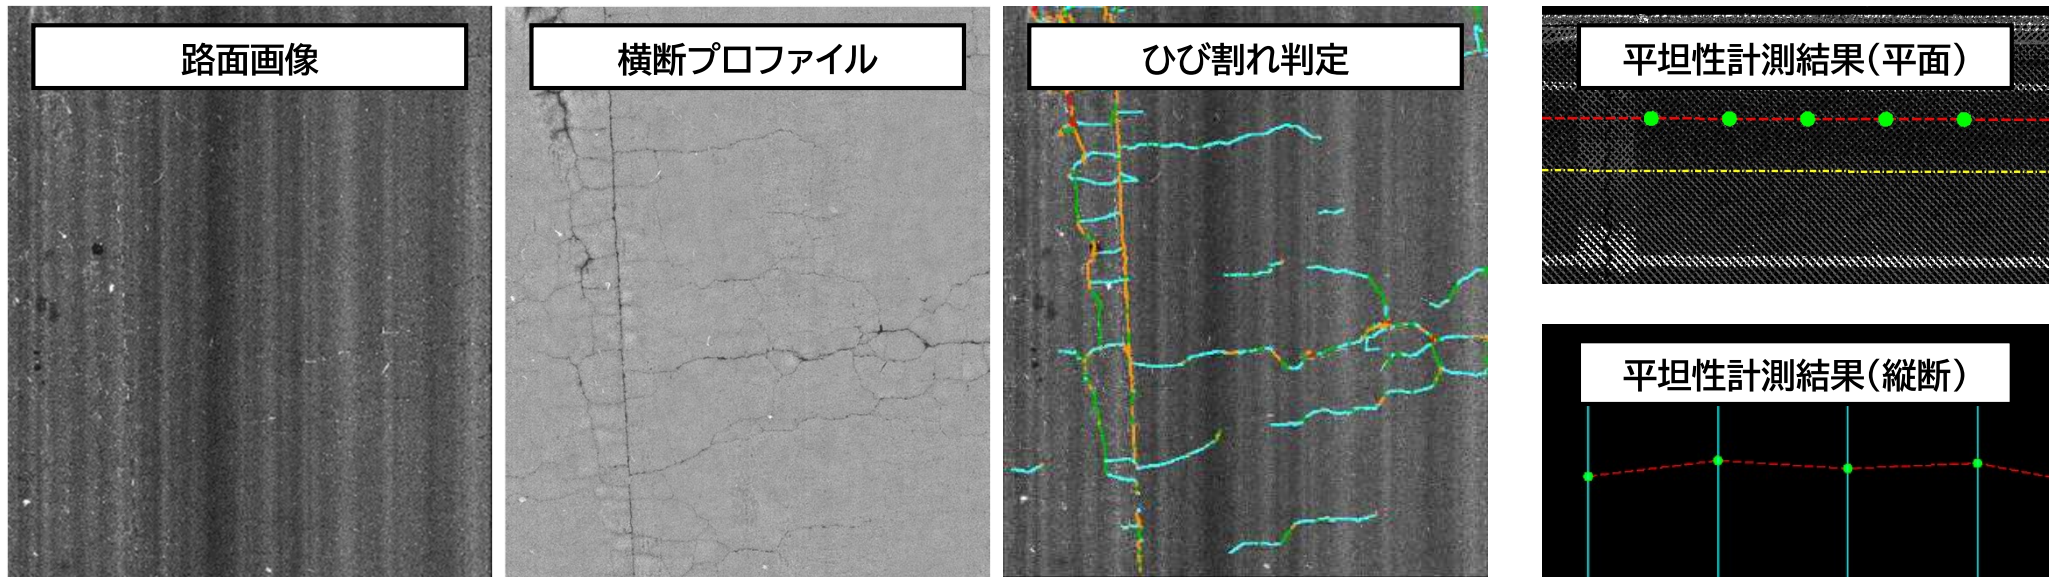 路面画像
横断プロファイル
ひび割れ判定
平坦性計測結果（平面）
平坦性計測結果（縦断）